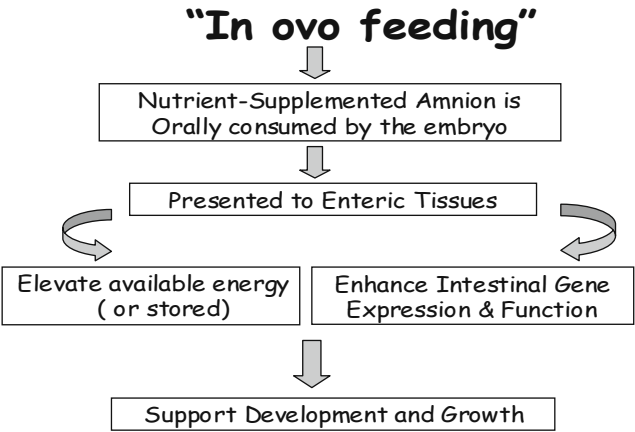 “In ovo feeding”
Nutrient-Supplemented Amnion is
Orally consumed by the embryo
Presented to Enteric Tissues
Elevate available energy
( or stored)
Enhance Intestinal Gene
Expression & Function
Support Development and Growth